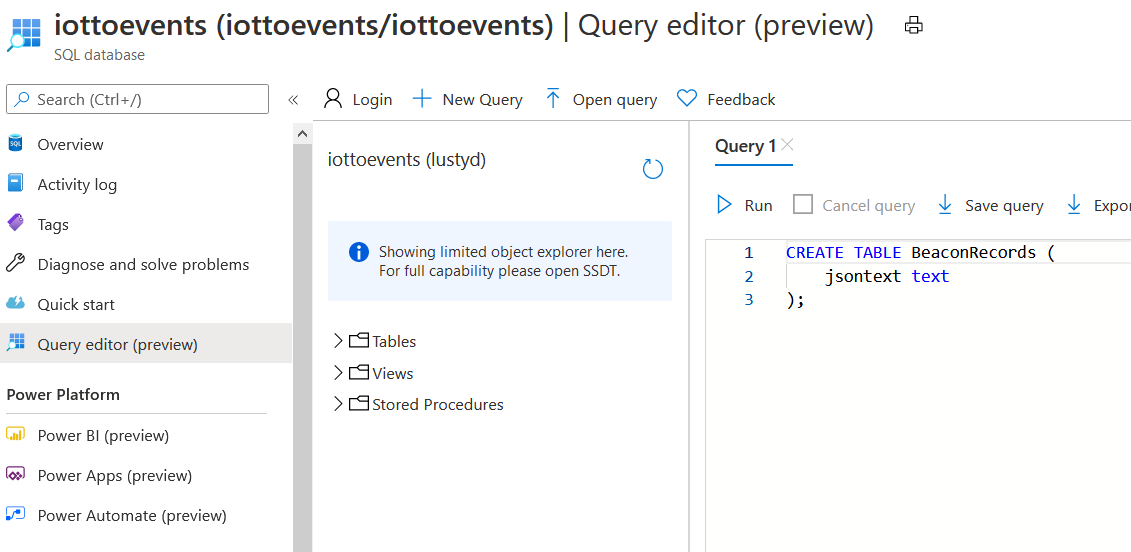 iottoevents (iottoevents/iottoevents) | Query editor (preview)
SQL database
Search (Ctrl+/)
«
Login
New Query
Open query
Feedback
SQL
Overview
Activity log
Tags
Diagnose and solve problems
Quick start
Query editor (preview)
Power Platform
Power BI (preview)
Power Apps (preview)
Power Automate (preview)
iottoevents (lustyd)
Showing limited object explorer here.
For full capability please open SSDT.
Tables
Views
Stored Procedures
Query 1
Run
Cancel query
Save query
Expor
1 CREATE TABLE BeaconRecords (
2 jsontext text
3 );